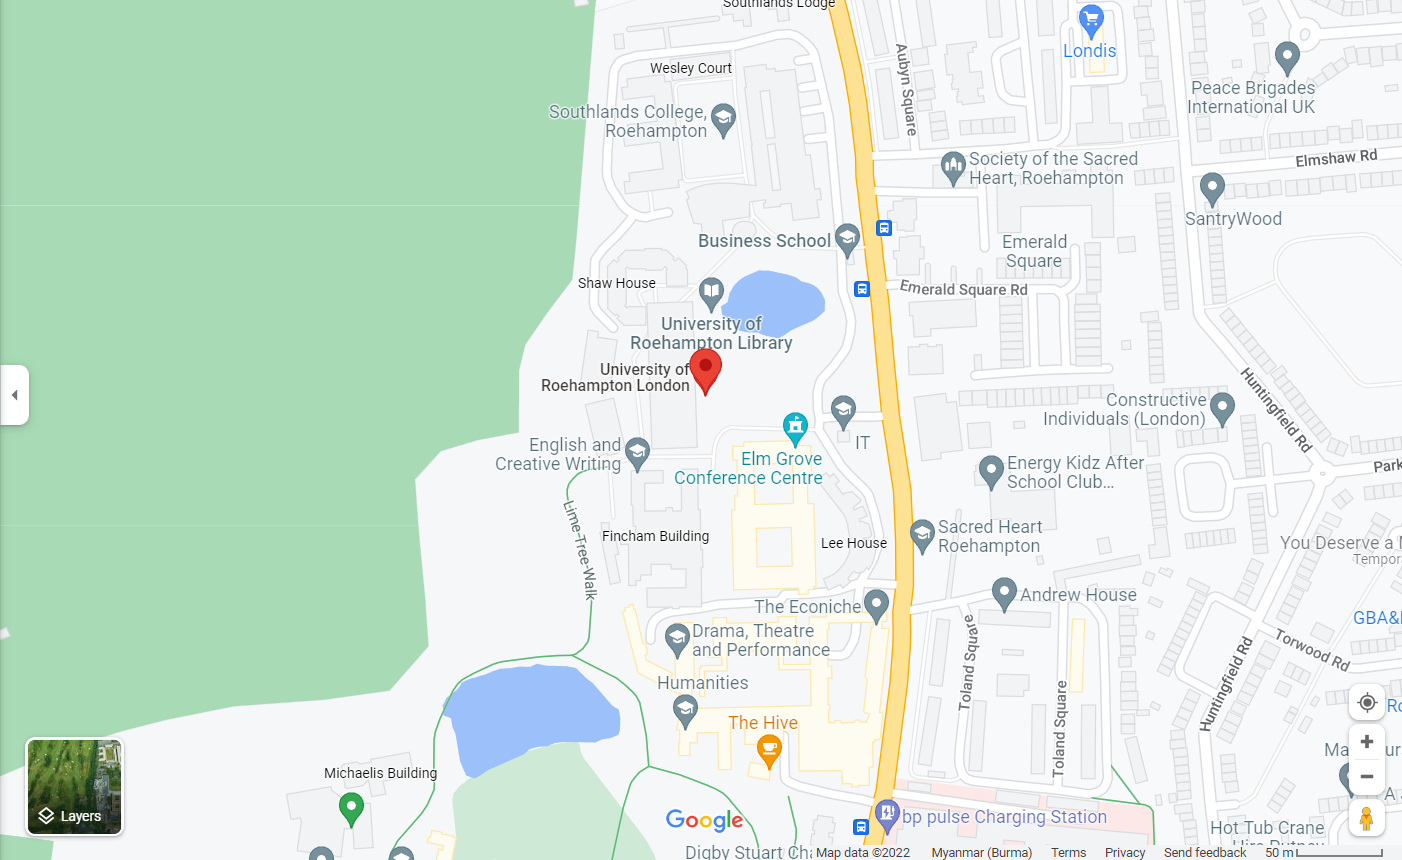 Southlands Lodge
Londis
Wesley Court
Aubyn Square
Peace Brigades
International UK
Southlands College,
Roehampton
Society of the Sacred
Heart, Roehampton
Elmshaw Rd
SantryWood
Business School
Emerald
Square
Shaw House
Emerald Square Rd
University of
Roehampton Library
University of
Roehampton London
Huntingfield Rd
Constructive
Individuals (London)
IT
English and
Creative Writing
Elm Grove
Conference Centre
Energy Kidz After
School Club...
Park
Lime-Tree-Walk
Fincham Building
Lee House
Sacred Heart
Roehampton
You Deserve a
Tempor
The Econiche
Andrew House
GBA&
Drama, Theatre
and Performance
Toland Square
Torwood Rd
Huntingfield Rd
Humanities
Toland Square
The Hive
Ro
Ma
ur
A
Michaelis Building
Layers
Google
bp pulse Charging Station
Hot Tub Crane
Hire Putney
Digby Stuart Cha
Map data ©2022
Myanmar (Burma)
Terms
Privacy
Send feedback
50 m